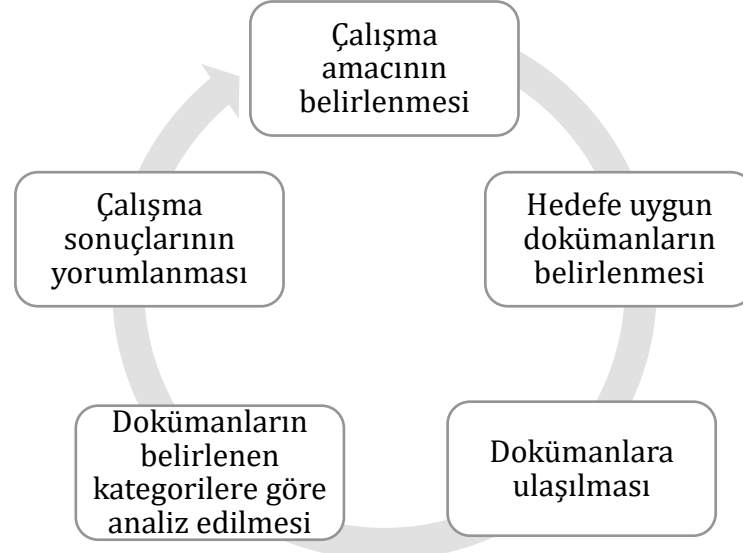 Çalışma
amacının
belirlenmesi
Hedefe uygun
dokümanların
belirlenmesi
Dokümanlara
ulaşılması
Dokümanların
belirlenen
kategorilere göre
analiz edilmesi
Çalışma
sonuçlarının
yorumlanması